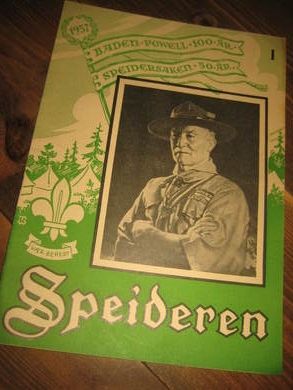 1957
BADEN-POWELL 100 ÅR
1
SPEIDERSAKEN 50 ÅR
VÆR BEREDT
Speideren